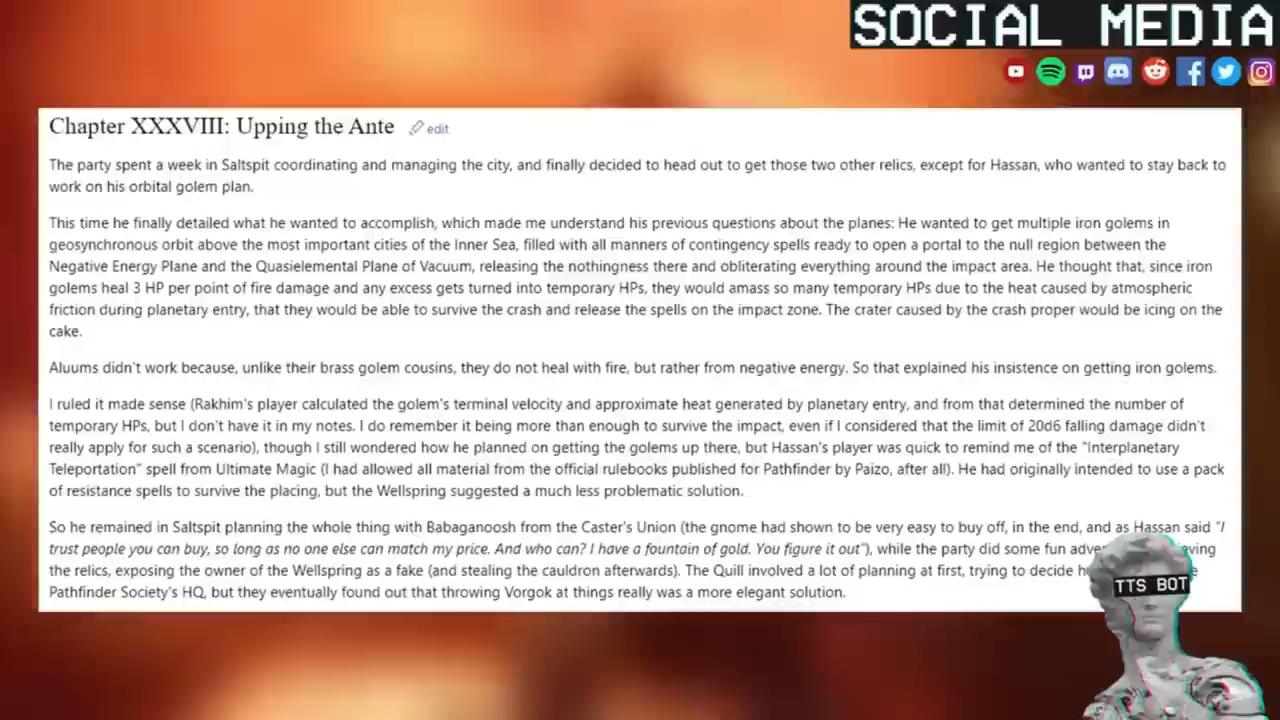 SOCIAL MEDIA
Chapter XXXVIII: Upping the Ante edit
The party spent a week in Saltspit coordinating and managing the city, and finally decided to head out to get those two other relics, except for Hassan, who wanted to stay back to
work on his orbital golem plan.
This time he finally detailed what he wanted to accomplish, which made me understand his previous questions about the planes: He wanted to get multiple iron golems in
geosynchronous orbit above the most important cities of the Inner Sea, filled with all manners of contingency spells ready to open a portal to the null region between the
Negative Energy Plane and the Quasielemental Plane of Vacuum, releasing the nothingness there and obliterating everything around the impact area. He thought that, since iron
golems heal 3 HP per point of fire damage and any excess gets turned into temporary HPs, they would amass so many temporary HPs due to the heat caused by atmospheric
friction during planetary entry, that they would be able to survive the crash and release the spells on the impact zone. The crater caused by the crash proper would be icing on the
cake.
Aluums didn't work because, unlike their brass golem cousins, they do not heal with fire, but rather from negative energy. So that explained his insistence on getting iron golems.
I ruled it made sense (Rakhim's player calculated the golem's terminal velocity and approximate heat generated by planetary entry, and from that determined the number of
temporary HPs, but I don't have it in my notes. I do remember it being more than enough to survive the impact, even if I considered that the limit of 20d6 falling damage didn't
really apply for such a scenario), though I still wondered how he planned on getting the golems up there, but Hassan's player was quick to remind me of the "Interplanetary
Teleportation" spell from Ultimate Magic (I had allowed all material from the official rulebooks published for Pathfinder by Paizo, after all). He had originally intended to use a pack
of resistance spells to survive the placing, but the Wellspring suggested a much less problematic solution.
So he remained in Saltspit planning the whole thing with Babaganoosh from the Caster's Union (the gnome had shown to be very easy to buy off, in the end, and as Hassan said "I
trust people you can buy, so long as no one else can match my price. And who can? I have a fountain of gold. You figure it out"), while the party did some fun
the relics, exposing the owner of the Wellspring as a fake (and stealing the cauldron afterwards). The Quill involved a lot of planning at first, trying to decide
Pathfinder Society's HQ, but they eventually found out that throwing Vorgok at things really was a more elegant solution.
TTS BOT